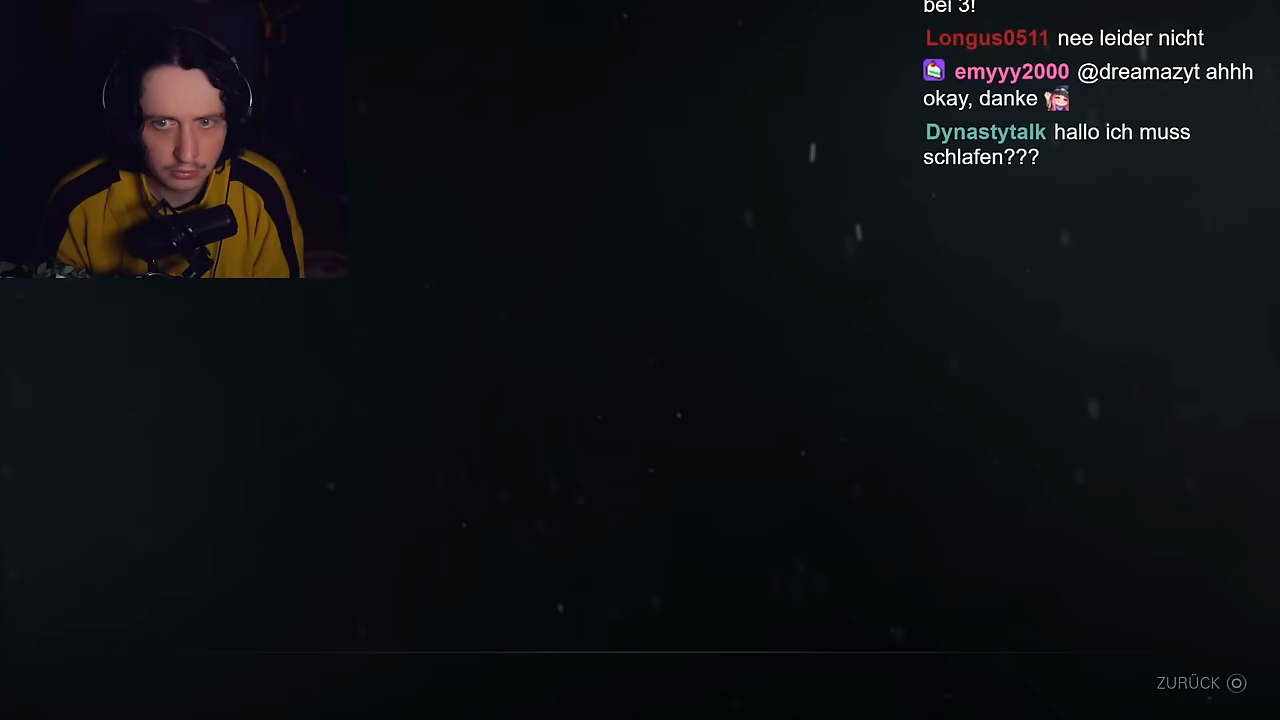 bei 3!
Longus0511 nee leider nicht
emyyy2000 @dreamazyt ahhh
okay, danke
Dynastytalk hallo ich muss
schlafen???
ZURÜCK